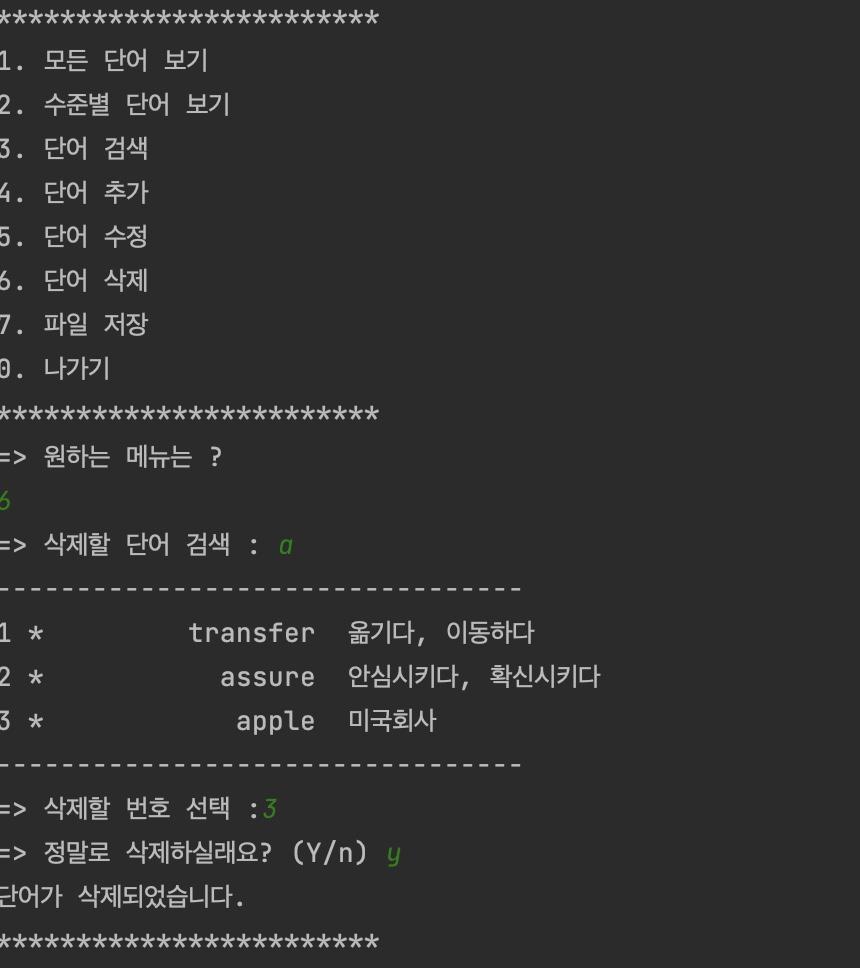 ************************
1. 모든 단어 보기
2. 수준별 단어 보기
3. 단어 검색
4. 단어 추가
5. 단어 수정
6. 단어 삭제
7. 파일 저장
0. 나가기
************************
=> 원하는 메뉴는 ?
6
=> 삭제할 단어 검색 : a
---------------------------------
1 *         transfer  옮기다, 이동하다
2 *           assure  안심시키다, 확신시키다
3 *            apple  미국회사
---------------------------------
=> 삭제할 번호 선택 :3
=> 정말로 삭제하실래요? (Y/n) y
단어가 삭제되었습니다.
************************